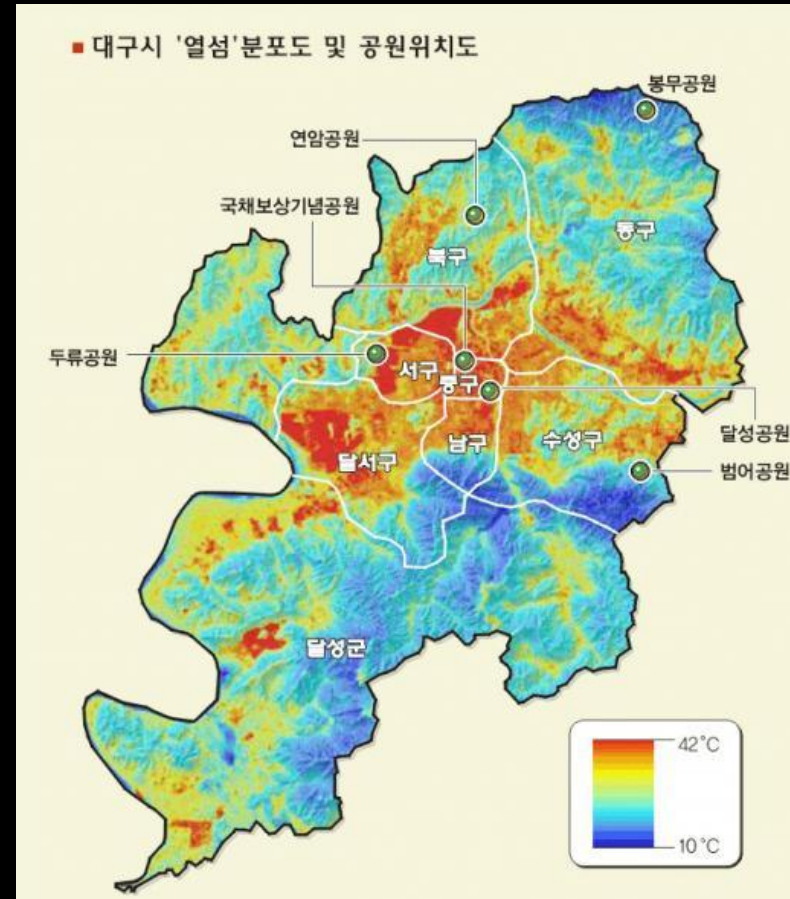 ■ 대구시 '열섬'분포도 및 공원위치도
봉무공원
연암공원
국채보상기념공원
동구
북구
두류공원
서구
중구
달성공원
수성구
남구
달서구
범어공원
달성군
42°C
10°C